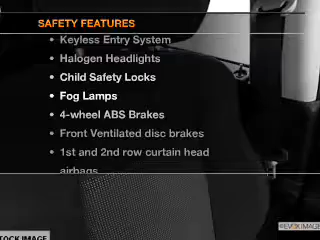 SAFETY FEATURES
• Keyless Entry System
• Halogen Headlights
• Child Safety Locks
• Fog Lamps
• 4-wheel ABS Brakes
• Front Ventilated disc brakes
• 1st and 2nd row curtain head
airbags
STOCK IMAGE